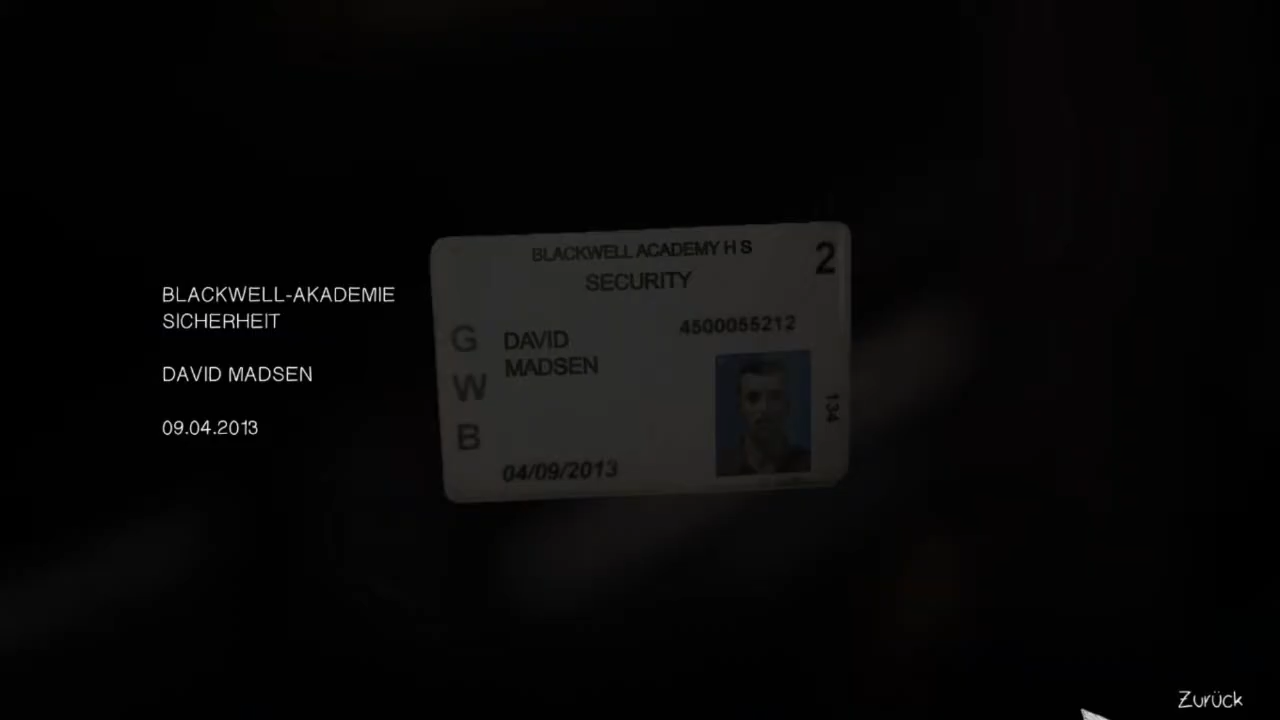 BLACKWELL-AKADEMIE
SICHERHEIT
DAVID MADSEN
09.04.2013
BLACKWELL ACADEMY H S
2
SECURITY
4500055212
G
W
B
DAVID
MADSEN
134
04/09/2013
Zurück